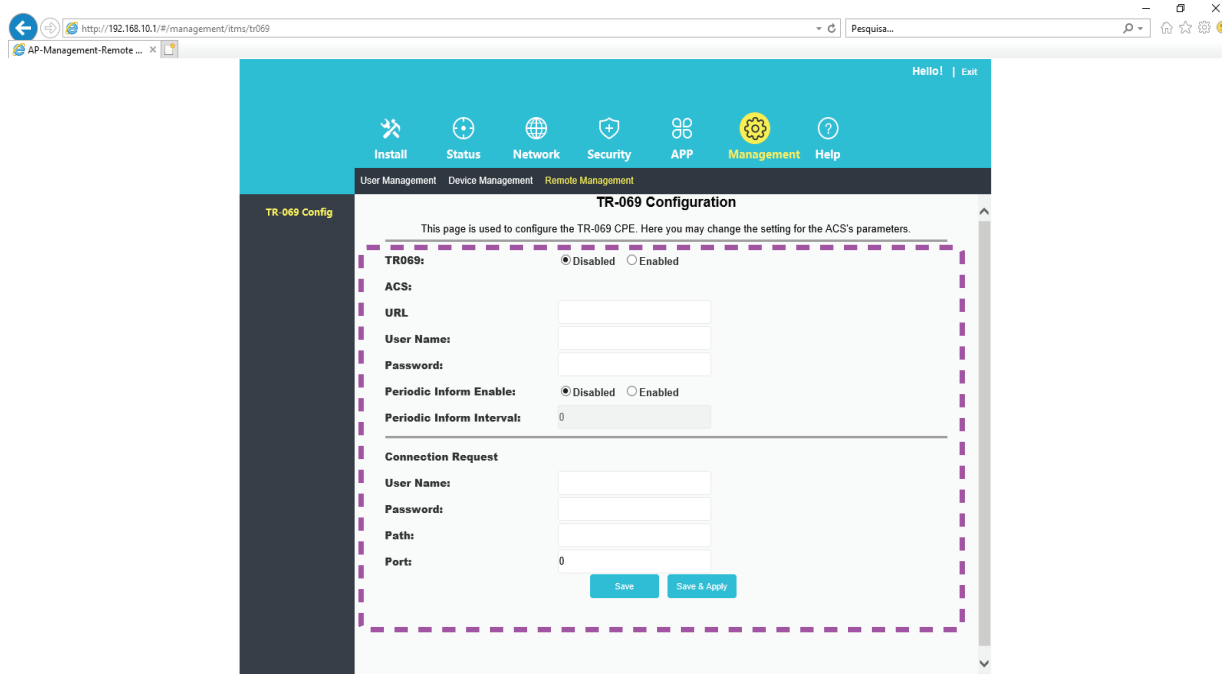 http://192.168.10.1/#/management/itms/tr069
Pesquisa...
AP-Management-Remote ...
Hello! | Exit
Install Status Network Security APP Management Help
User Management Device Management Remote Management
TR-069 Config
TR-069 Configuration
This page is used to configure the TR-069 CPE. Here you may change the setting for the ACS's parameters.
TR069: Disabled Enabled
ACS:
URL
User Name:
Password:
Periodic Inform Enable: Disabled Enabled
Periodic Inform Interval: 0
Connection Request
User Name:
Password:
Path:
Port: 0
Save Save & Apply